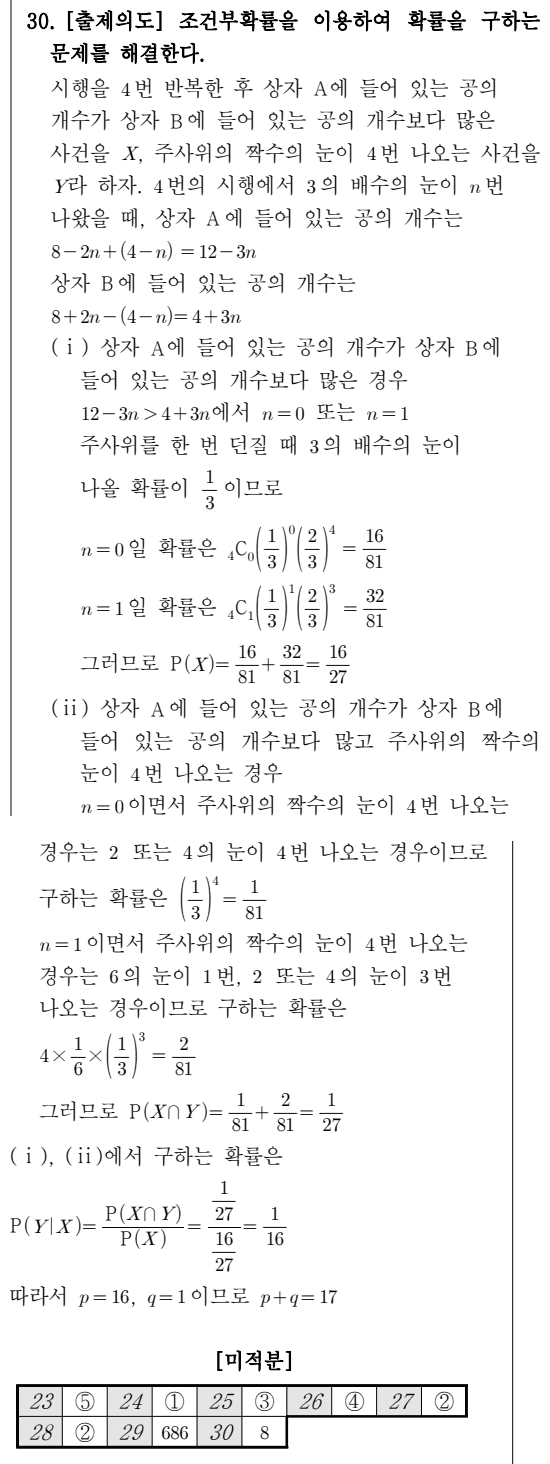 30. [출제의도] 조건부확률을 이용하여 확률을 구하는
문제를 해결한다.
시행을 4번 반복한 후 상자 A에 들어 있는 공의
개수가 상자 B에 들어 있는 공의 개수보다 많은
사건을 X, 주사위의 짝수의 눈이 4번 나오는 사건을
Y라 하자. 4번의 시행에서 3의 배수의 눈이 n번
나왔을 때, 상자 A에 들어 있는 공의 개수는
8-2n+(4-n)=12-3n
상자 B에 들어 있는 공의 개수는
8+2n-(4-n)=4+3n
(i) 상자 A에 들어 있는 공의 개수가 상자 B에
들어 있는 공의 개수보다 많은 경우
12-3n>4+3n에서 n=0 또는 n=1
주사위를 한 번 던질 때 3의 배수의 눈이
나올 확률이 1/3 이므로
n=0일 확률은 ₄C₀(1/3)⁰(2/3)⁴=16/81
n=1일 확률은 ₄C₁(1/3)¹(2/3)³=32/81
그러므로 P(X)=16/81+32/81=16/27
(ii) 상자 A에 들어 있는 공의 개수가 상자 B에
들어 있는 공의 개수보다 많고 주사위의 짝수의
눈이 4번 나오는 경우
n=0이면서 주사위의 짝수의 눈이 4번 나오는
경우는 2 또는 4의 눈이 4번 나오는 경우이므로
구하는 확률은 (1/3)⁴=1/81
n=1이면서 주사위의 짝수의 눈이 4번 나오는
경우는 6의 눈이 1번, 2 또는 4의 눈이 3번
나오는 경우이므로 구하는 확률은
4×1/6×(1/3)³=2/81
그러므로 P(X∩Y)=1/81+2/81=1/27
(i), (ii)에서 구하는 확률은
P(Y|X)=P(X∩Y)/P(X)=(1/27)/(16/27)=1/16
따라서 p=16, q=1이므로 p+q=17
[미적분]
23 ⑤ 24 ① 25 ③ 26 ④ 27 ②
28 ② 29 686 30 8